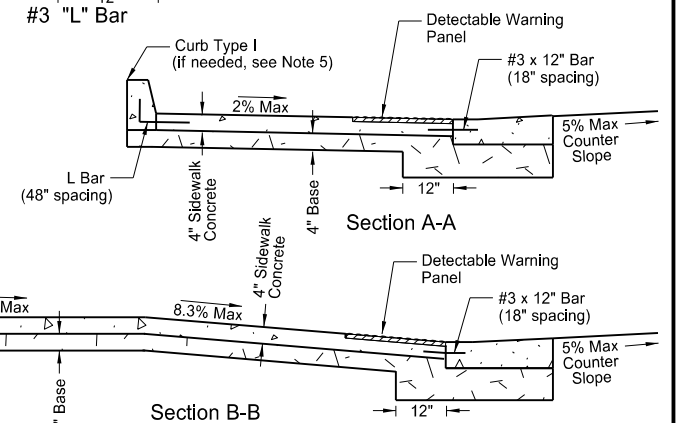 12"
#3 "L" Bar
Curb Type I
(if needed, see Note 5)
Detectable Warning
Panel
#3 x 12" Bar
(18" spacing)
2% Max
5% Max
Counter
Slope
L Bar
(48" spacing)
4" Sidewalk
Concrete
4" Base
12"
Section A-A
Detectable Warning
Panel
#3 x 12" Bar
(18" spacing)
Max
8.3% Max
4" Sidewalk
Concrete
5% Max
Counter
Slope
" Base
Section B-B
12"